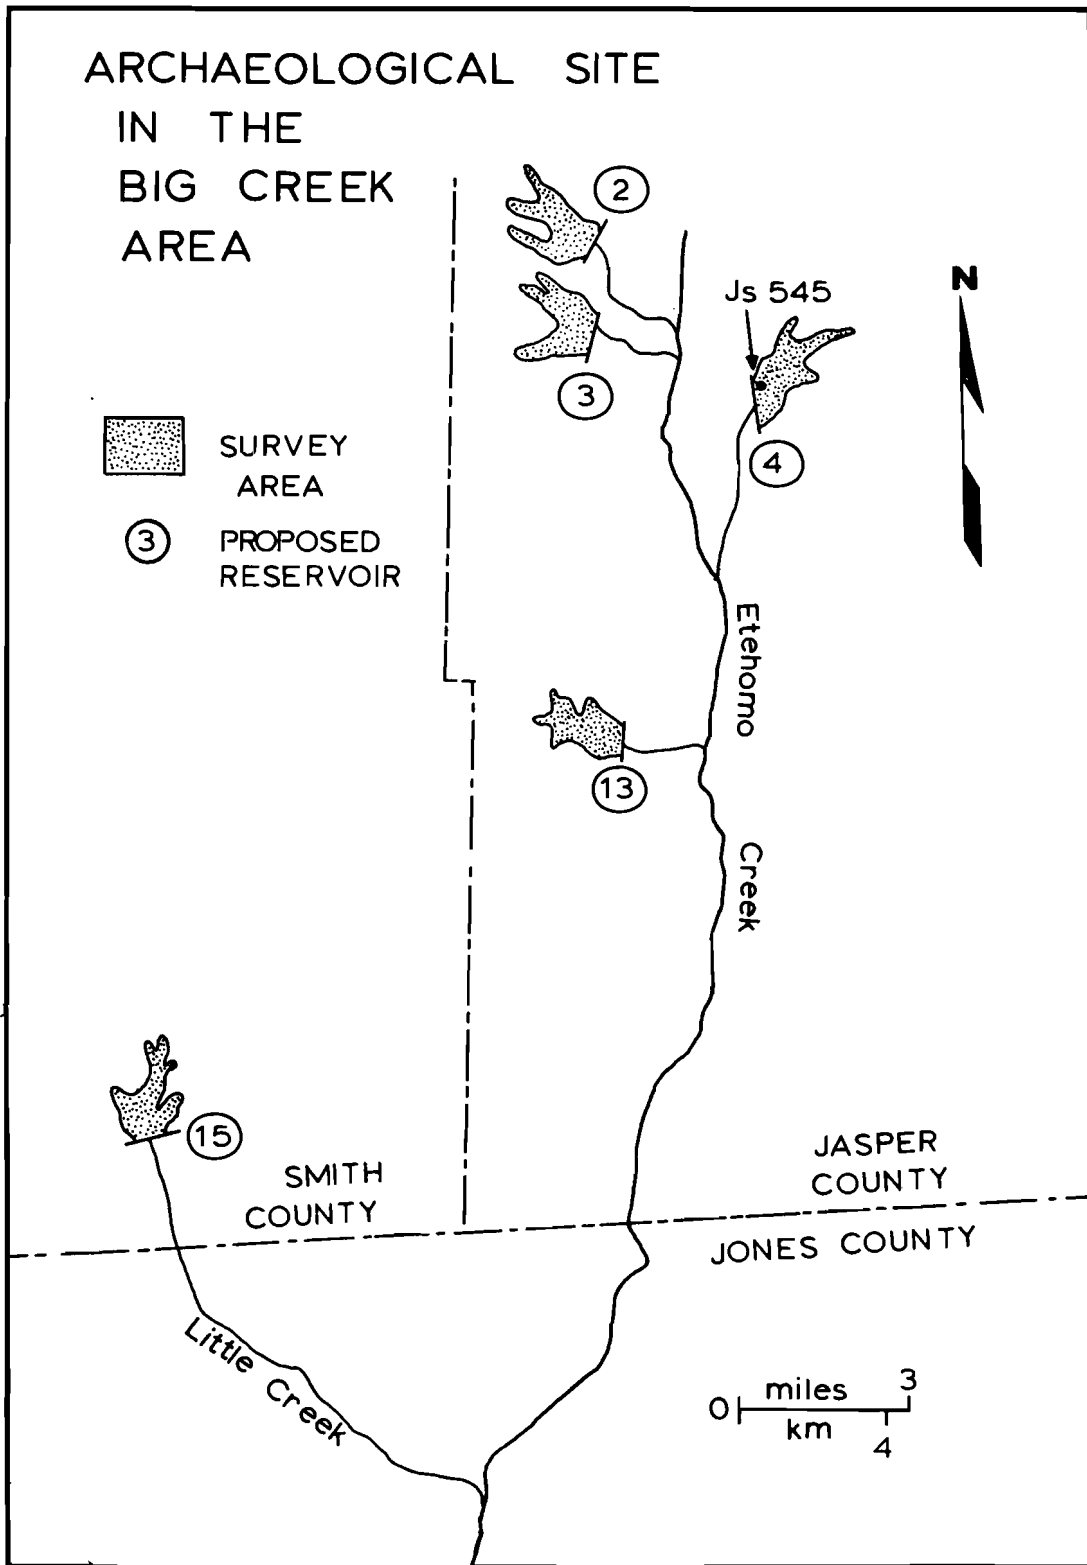 ARCHAEOLOGICAL SITE
IN THE
BIG CREEK
AREA
2
N
Js 545
3
4
SURVEY
AREA
3
PROPOSED
RESERVOIR
Etehomo
Creek
13
15
SMITH
COUNTY
JASPER
COUNTY
JONES COUNTY
Little Creek
0 miles 3
km
4